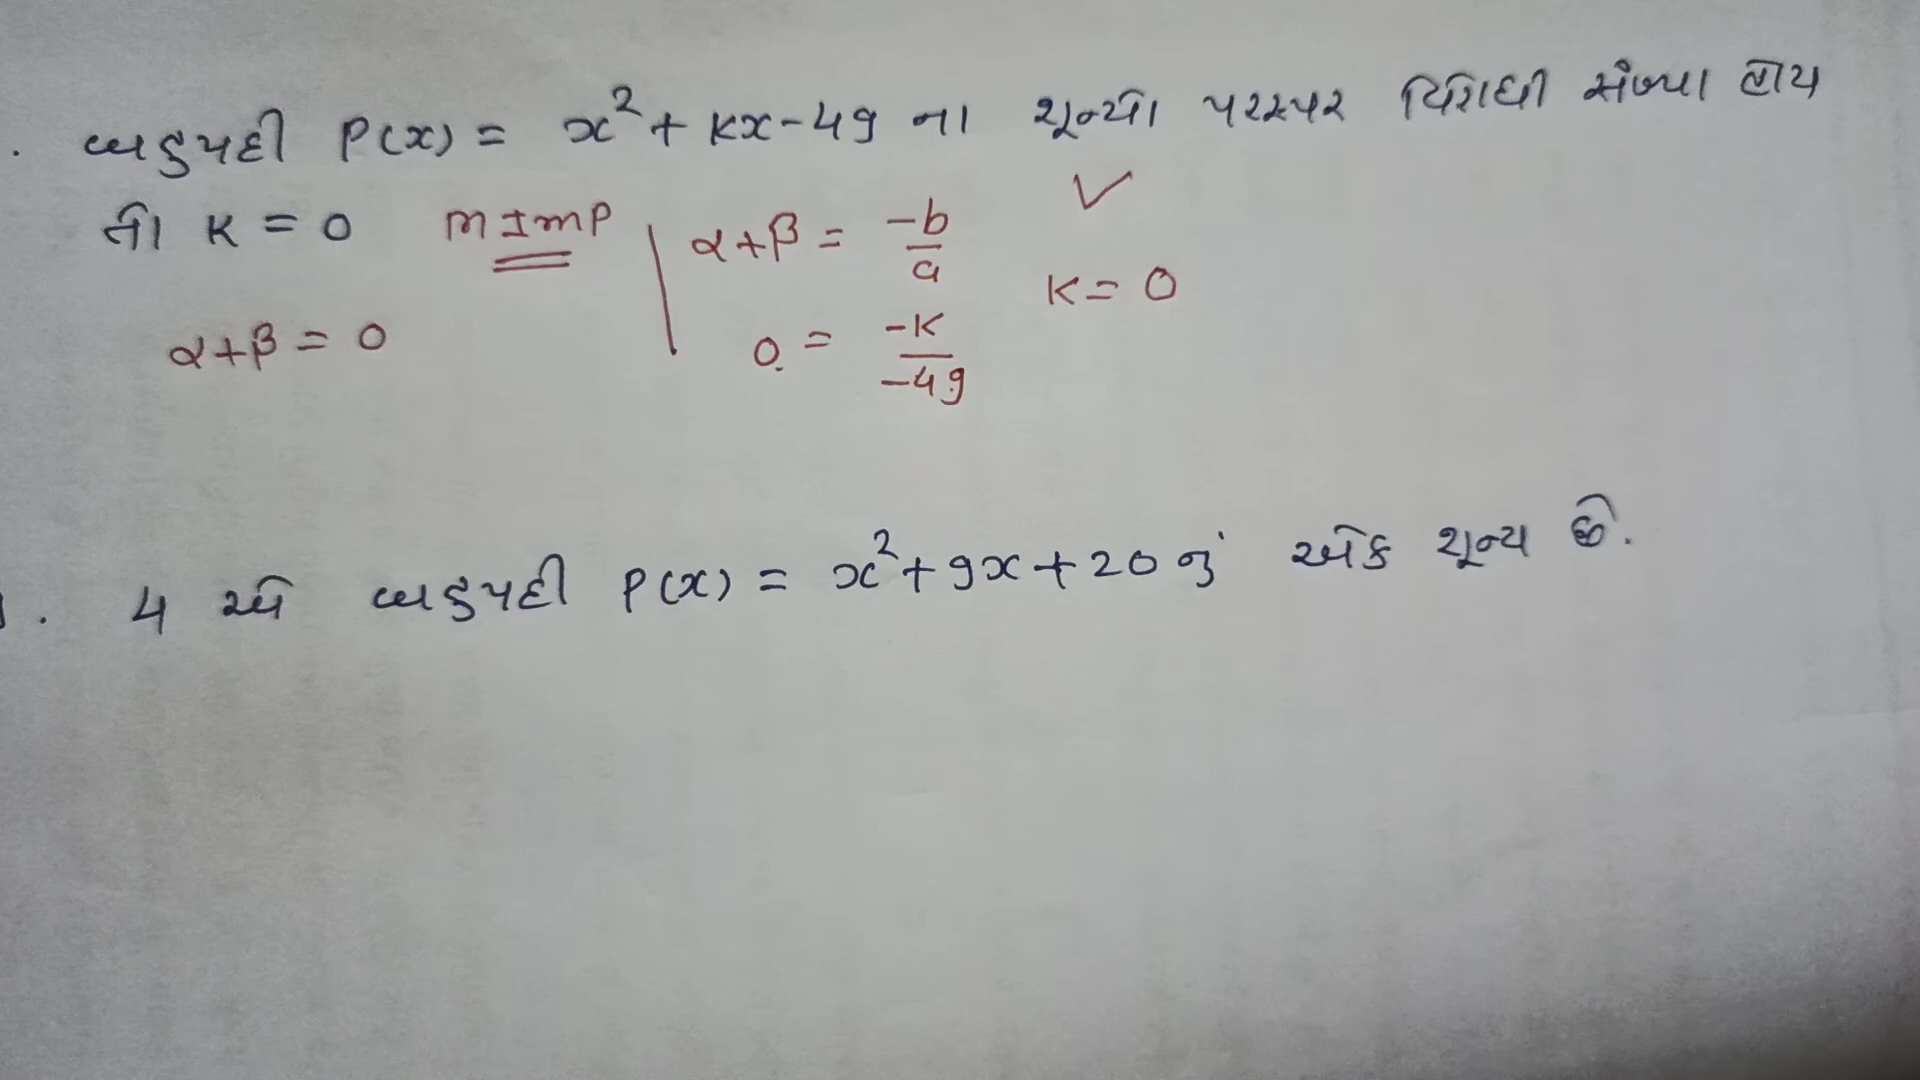 . બહુપદી P(x) = x² + kx - 49 ના શૂન્યો પરસ્પર વિરોધી સંખ્યા હોય
તો K = 0 M IMP
α+β = 0
α+β = -b/a
0 = -K/-49
✓
K = 0
. 4 એ બહુપદી P(x) = x² + 9x + 20 નું એક શૂન્ય છે.